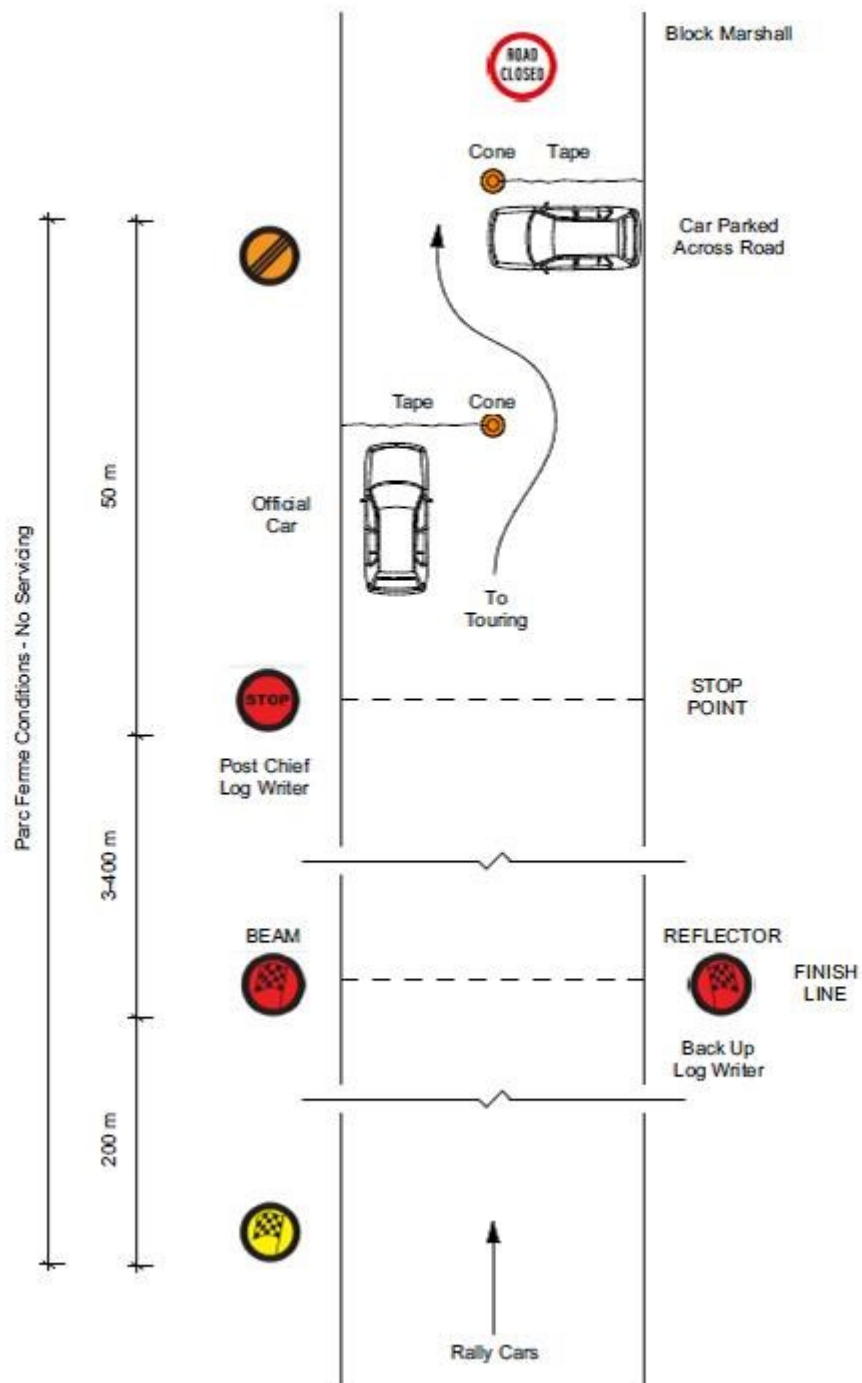 Block Marshall
ROAD
CLOSED
Cone
Tape
Car Parked
Across Road
Tape
Cone
Official
Car
50 m
To
Touring
Parc Ferme Conditions - No Servicing
STOP
STOP
POINT
Post Chief
Log Writer
3-400 m
BEAM
REFLECTOR
FINISH
LINE
Back Up
Log Writer
200 m
Rally Cars